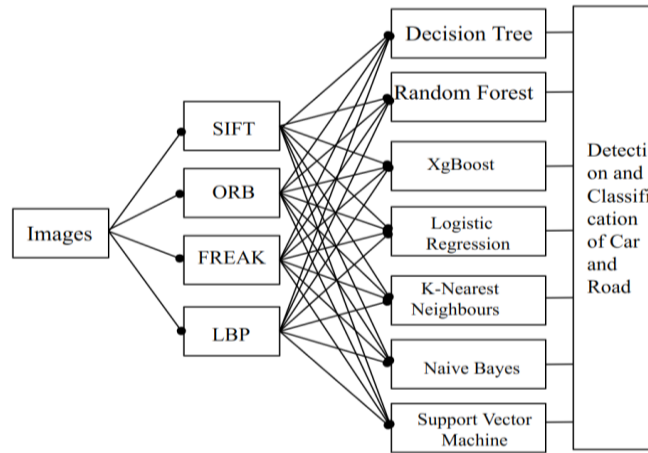 Images
SIFT
ORB
FREAK
LBP
Decision Tree
Random Forest
XgBoost
Logistic
Regression
K-Nearest
Neighbours
Naive Bayes
Support Vector
Machine
Detecti
on and
Classifi
cation
of Car
and
Road